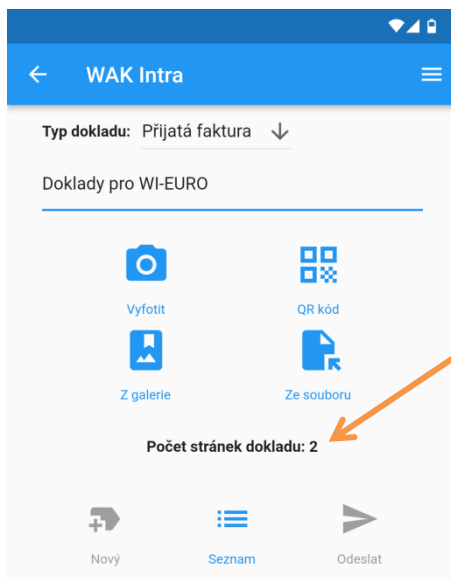 WAK Intra
Typ dokladu: Přijatá faktura
Doklady pro WI-EURO
Vyfotit QR kód
Z galerie Ze souboru
Počet stránek dokladu: 2
Nový Seznam Odeslat